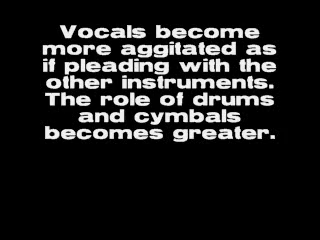 Vocals become
more aggitated as
if pleading with the
other instruments.
The role of drums
and cymbals
becomes greater.